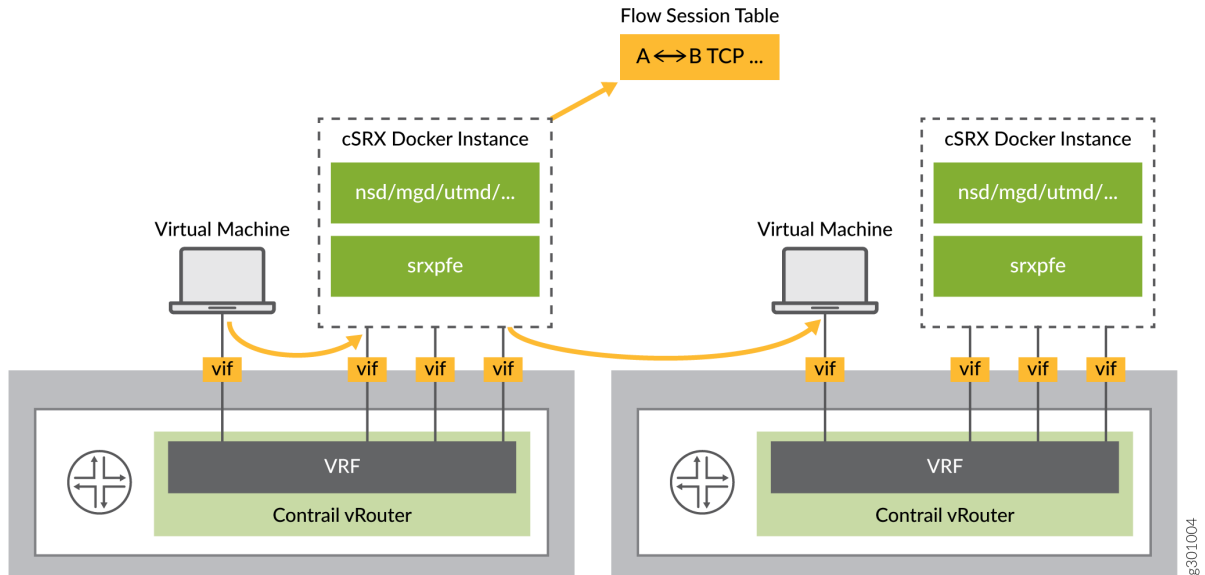 Flow Session Table
A ↔ B TCP ...
cSRX Docker Instance
nsd/mgd/utmd/...
srxpfe
Virtual Machine
vif
vif
vif
vif
VRF
Contrail vRouter
cSRX Docker Instance
nsd/mgd/utmd/...
srxpfe
Virtual Machine
vif
vif
vif
vif
VRF
Contrail vRouter
g301004